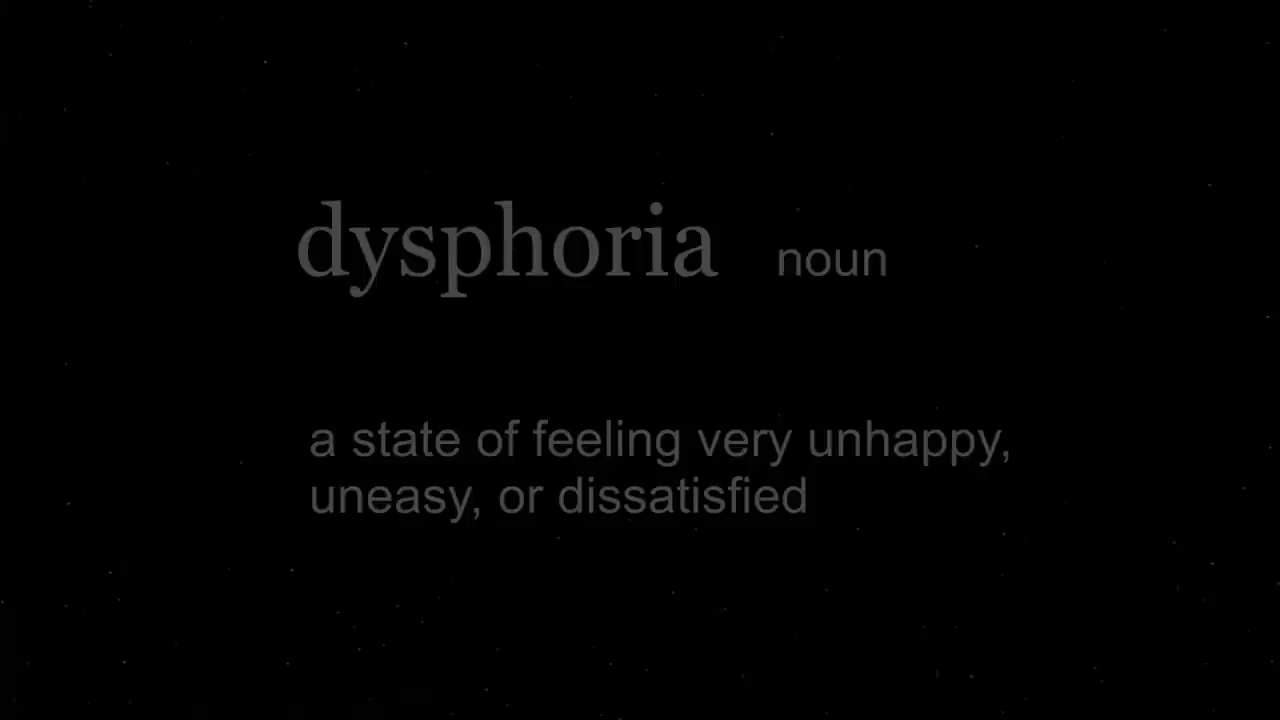 dysphoria noun
a state of feeling very unhappy,
uneasy, or dissatisfied